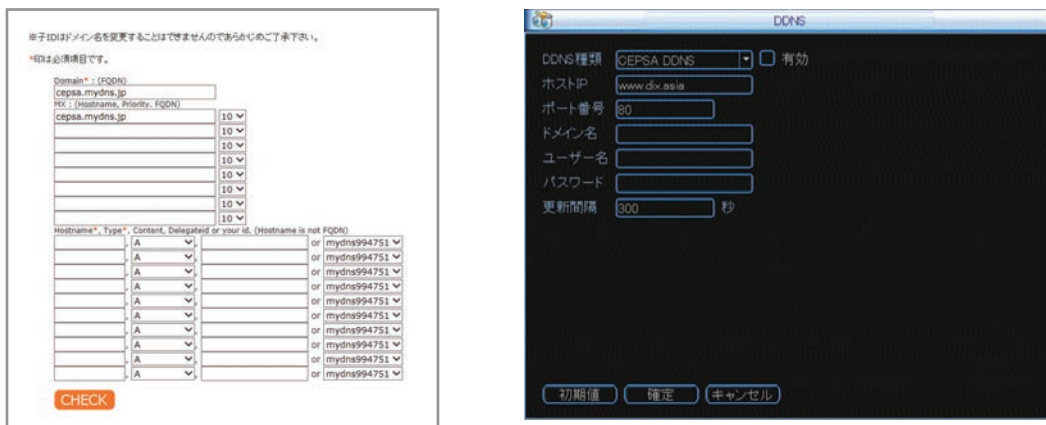 ※子IDはドメイン名を変更することはできませんのであらかじめご了承下さい。
*印は必須項目です。
Domain* : (FQDN)
cepsa.mydns.jp
MX : (Hostname, Priority. FQDN)
cepsa.mydns.jp 10
10
10
10
10
10
10
10
Hostname*, Type*, Content, Delegateid or your id. (Hostname is not FQDN)
, A , or mydns994751
, A , or mydns994751
, A , or mydns994751
, A , or mydns994751
, A , or mydns994751
, A , or mydns994751
, A , or mydns994751
, A , or mydns994751
, A , or mydns994751
, A , or mydns994751
CHECK
DDNS
DDNS種類 CEPSA DDNS 有効
ホストIP www.dix.asia
ポート番号 80
ドメイン名
ユーザー名
パスワード
更新間隔 300 秒
初期値 確定 キャンセル